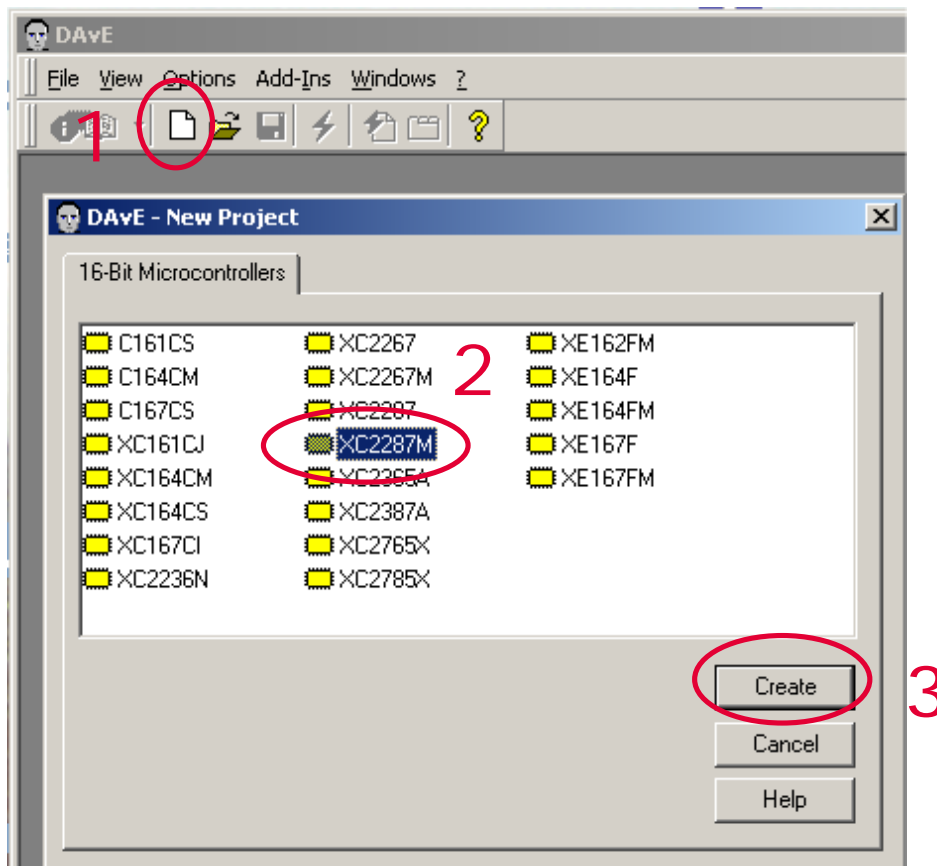 DAvE
File View Options Add-Ins Windows ?
1
DAvE - New Project
16-Bit Microcontrollers
C161CS XC2267 XE162FM
C164CM XC2267M 2 XE164F
C167CS XC2287 XE164FM
XC161CJ XC2287M XE167F
XC164CM XC2365A XE167FM
XC164CS XC2387A
XC167CI XC2765X
XC2236N XC2785X
Create 3
Cancel
Help